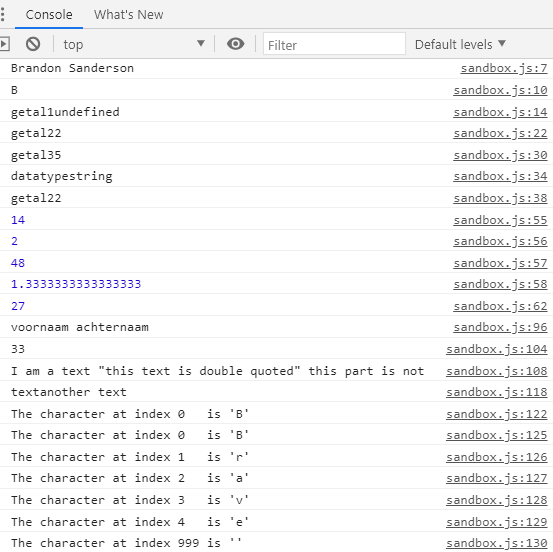 Console What's New
top Filter Default levels
Brandon Sanderson sandbox.js:7
B sandbox.js:10
getal1undefined sandbox.js:14
getal22 sandbox.js:22
getal35 sandbox.js:30
datatypestring sandbox.js:34
getal22 sandbox.js:38
14 sandbox.js:55
2 sandbox.js:56
48 sandbox.js:57
1.3333333333333333 sandbox.js:58
27 sandbox.js:62
voornaam achternaam sandbox.js:96
33 sandbox.js:104
I am a text "this text is double quoted" this part is not sandbox.js:108
textanother text sandbox.js:118
The character at index 0   is 'B' sandbox.js:122
The character at index 0   is 'B' sandbox.js:125
The character at index 1   is 'r' sandbox.js:126
The character at index 2   is 'a' sandbox.js:127
The character at index 3   is 'v' sandbox.js:128
The character at index 4   is 'e' sandbox.js:129
The character at index 999 is '' sandbox.js:130